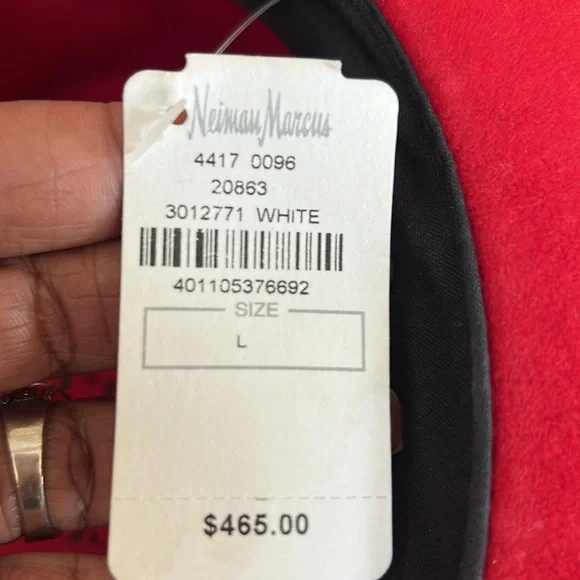 Neiman Marcus
4417 0096
20863
3012771 WHITE
401105376692
SIZE
L
$465.00